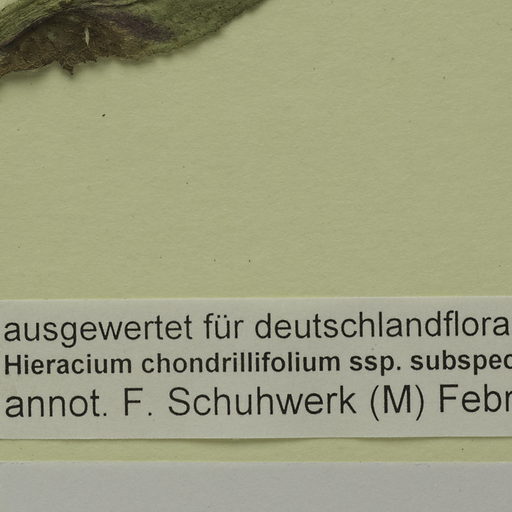 ausgewertet für deutschlandflora
Hieracium chondrillifolium ssp. subspec
annot. F. Schuhwerk (M) Febr